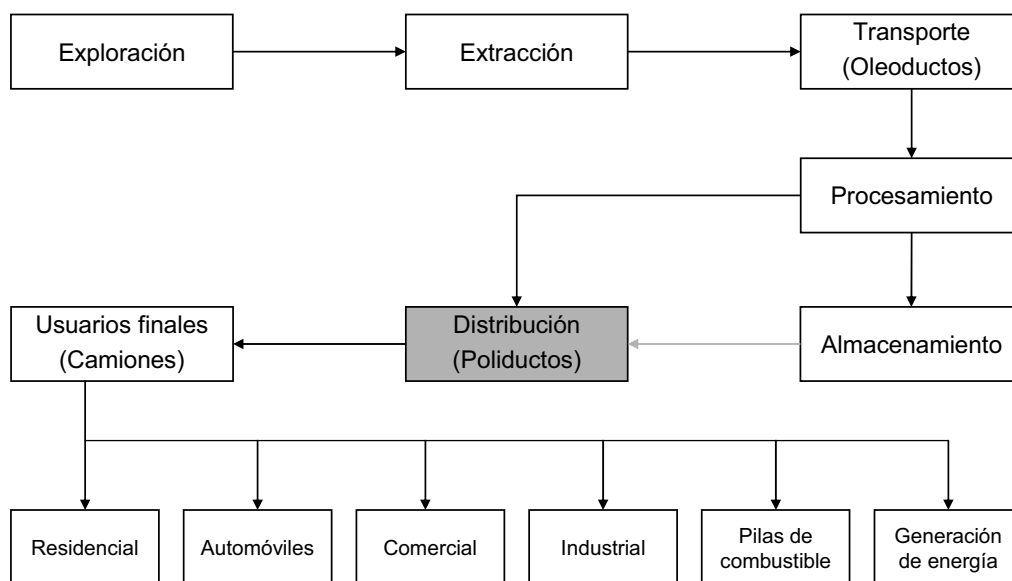 Exploración
Extracción
Transporte
(Oleoductos)
Procesamiento
Usuarios finales
(Camiones)
Distribución
(Poliductos)
Almacenamiento
Residencial
Automóviles
Comercial
Industrial
Pilas de
combustible
Generación
de energía